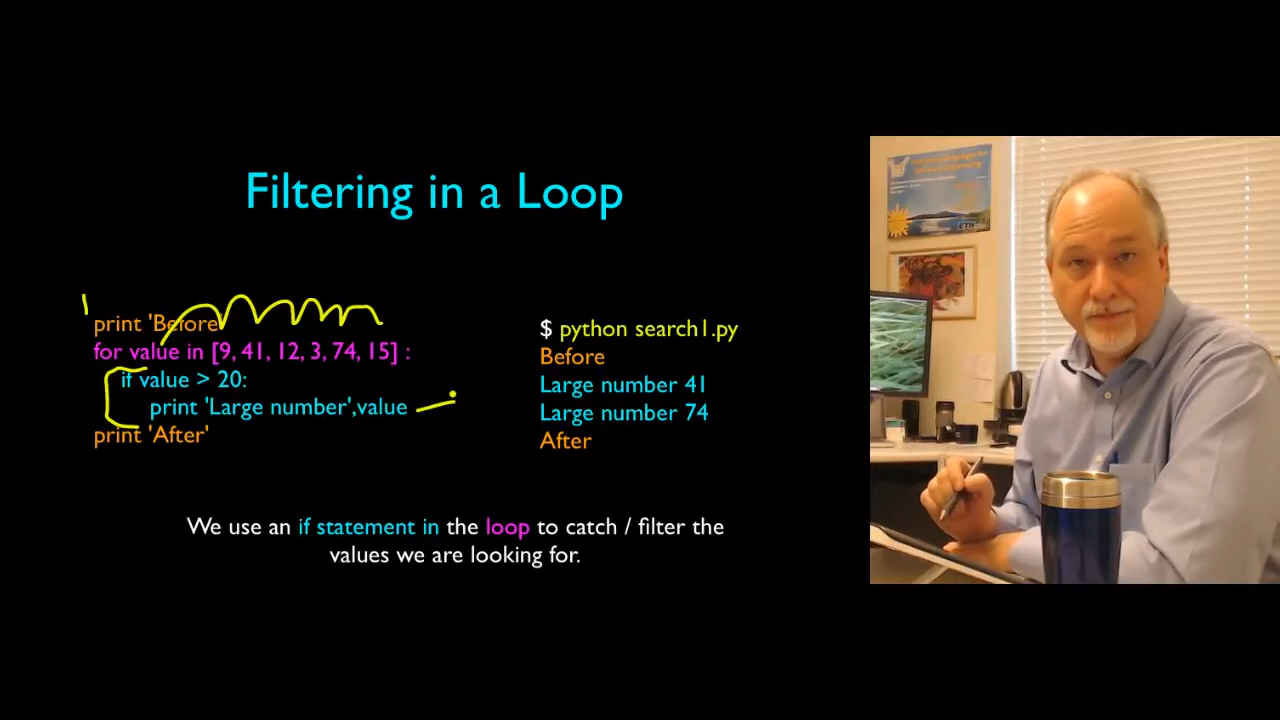 Filtering in a Loop
print 'Before'
for value in [9, 41, 12, 3, 74, 15] :
if value > 20:
print 'Large number',value
print 'After'
$ python search1.py
Before
Large number 41
Large number 74
After
We use an if statement in the loop to catch / filter the
values we are looking for.